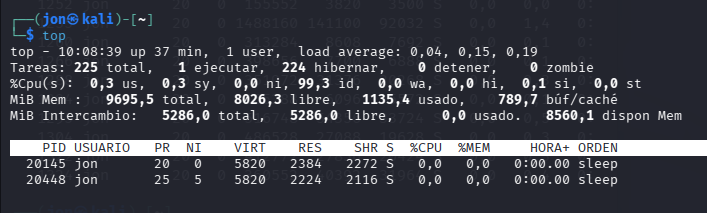 ┌──(jon㉿kali)-[~]
└─$ top
top - 10:08:39 up 37 min,  1 user,  load average: 0,04, 0,15, 0,19
Tareas: 225 total,   1 ejecutar,  224 hibernar,    0 detener,    0 zombie
%Cpu(s):  0,3 us,  0,3 sy,  0,0 ni, 99,3 id,  0,0 wa,  0,0 hi,  0,1 si,  0,0 st
MiB Mem :   9695,5 total,   8026,3 libre,   1135,4 usado,    789,7 búf/caché
MiB Intercambio:   5286,0 total,   5286,0 libre,      0,0 usado.   8560,1 dispon Mem
PID USUARIO   PR  NI    VIRT    RES    SHR S  %CPU  %MEM     HORA+ ORDEN
20145 jon       20   0    5820   2384   2272 S   0,0   0,0   0:00.00 sleep
20448 jon       25   5    5820   2224   2116 S   0,0   0,0   0:00.00 sleep